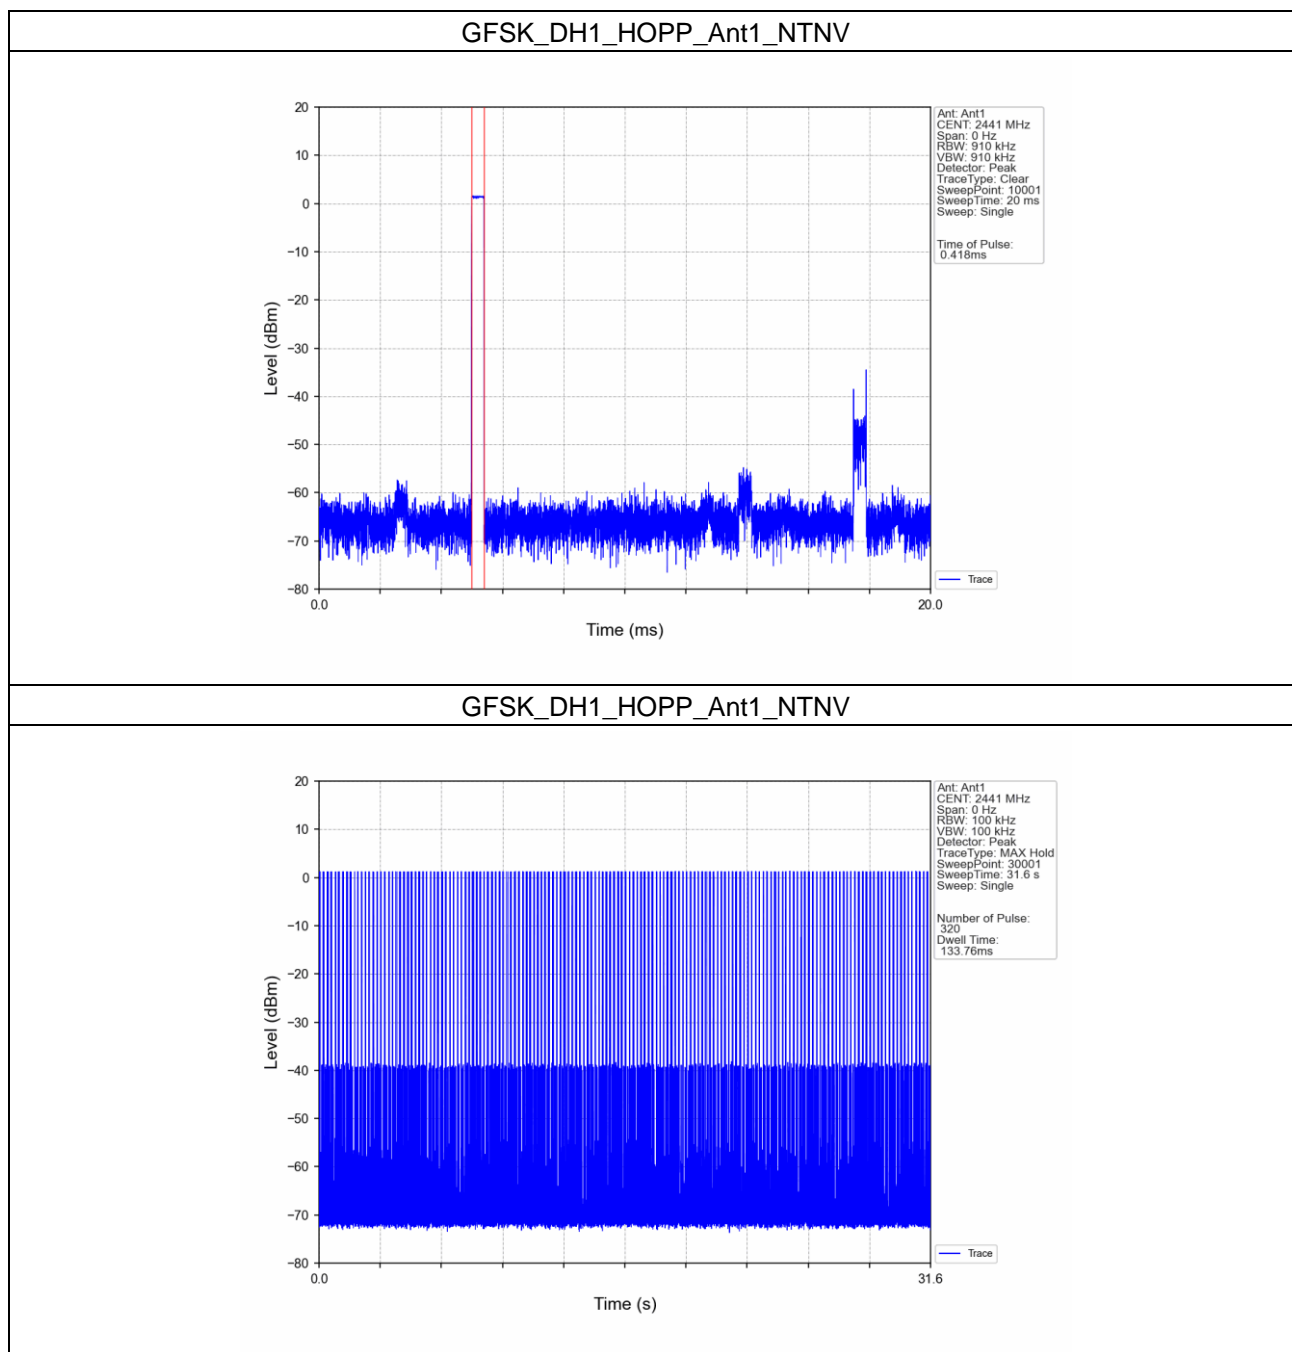 GFSK_DH1_HOPP_Ant1_NTNV
20
10
0
−10
−20
−30
−40
−50
−60
−70
−80
Level (dBm)
0.0
20.0
Time (ms)
Ant: Ant1
CENT: 2441 MHz
Span: 0 Hz
RBW: 910 kHz
VBW: 910 kHz
Detector: Peak
TraceType: Clear
SweepPoint: 10001
SweepTime: 20 ms
Sweep: Single
Time of Pulse:
0.418ms
Trace
GFSK_DH1_HOPP_Ant1_NTNV
20
10
0
−10
−20
−30
−40
−50
−60
−70
−80
Level (dBm)
0.0
31.6
Time (s)
Ant: Ant1
CENT: 2441 MHz
Span: 0 Hz
RBW: 100 kHz
VBW: 100 kHz
Detector: Peak
TraceType: MAX Hold
SweepPoint: 30001
SweepTime: 31.6 s
Sweep: Single
Number of Pulse:
320
Dwell Time:
133.76ms
Trace